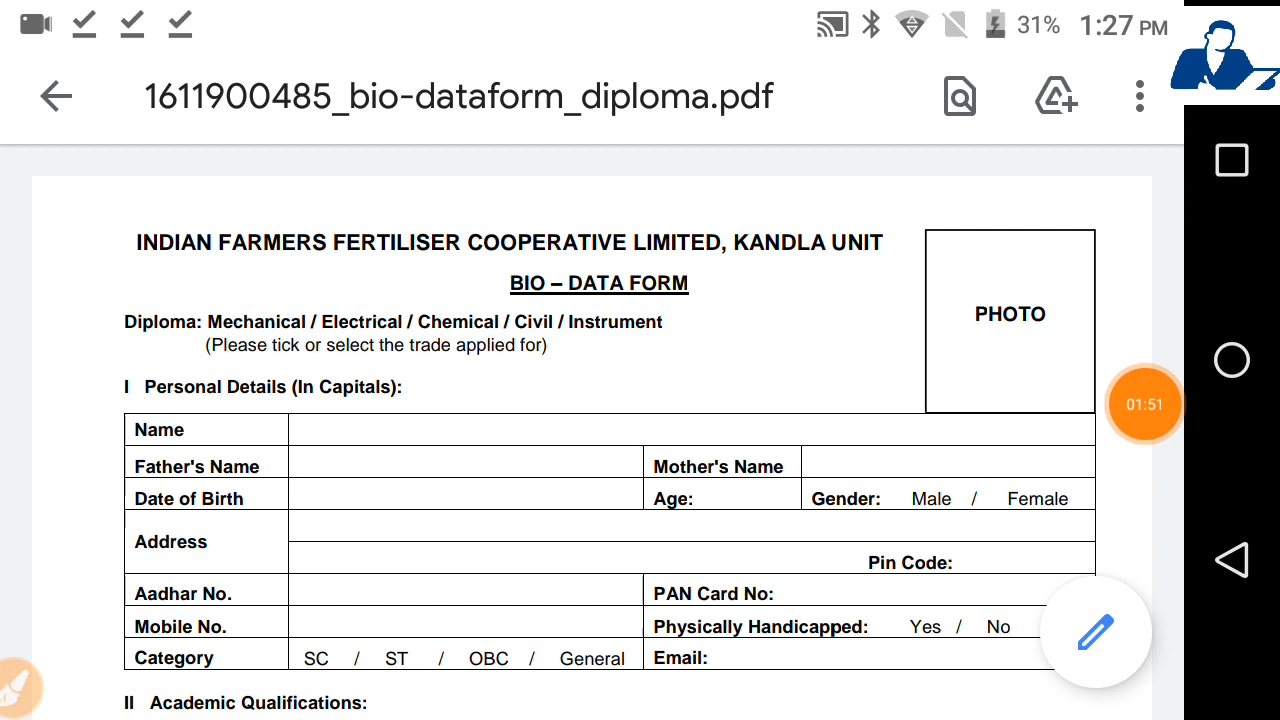 31% 1:27 PM
1611900485_bio-dataform_diploma.pdf
INDIAN FARMERS FERTILISER COOPERATIVE LIMITED, KANDLA UNIT
BIO – DATA FORM
PHOTO
Diploma: Mechanical / Electrical / Chemical / Civil / Instrument
(Please tick or select the trade applied for)
I Personal Details (In Capitals):
01:51
Name
Father's Name Mother's Name
Date of Birth Age: Gender: Male / Female
Address
Pin Code:
Aadhar No. PAN Card No:
Mobile No. Physically Handicapped: Yes / No
Category SC / ST / OBC / General Email:
II Academic Qualifications: